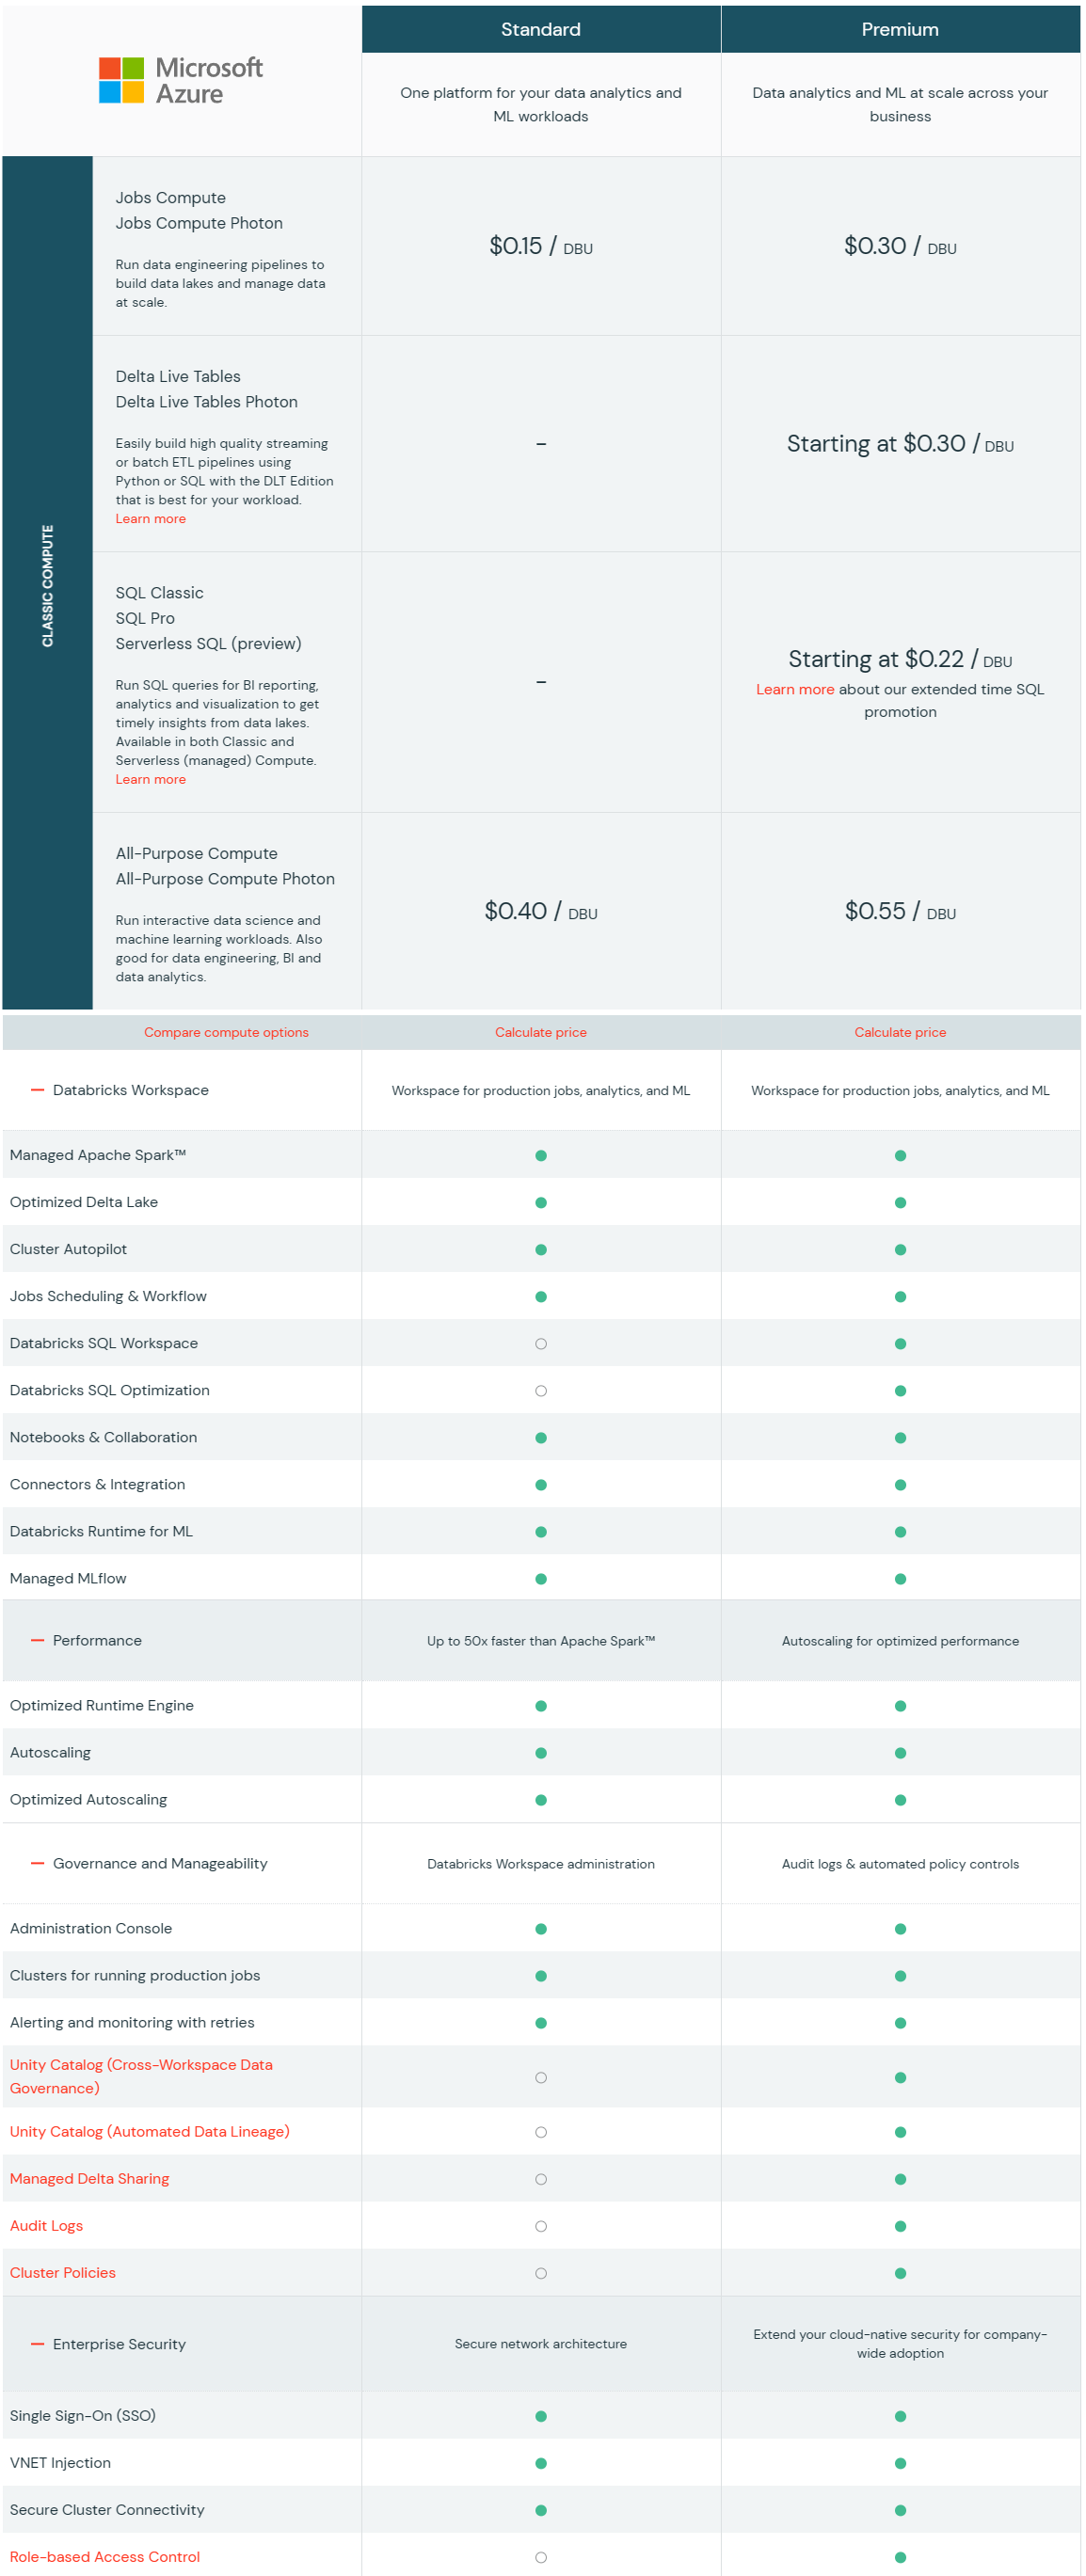 Microsoft
Azure
Standard
Premium
One platform for your data analytics and
ML workloads
Data analytics and ML at scale across your
business
CLASSIC COMPUTE
Jobs Compute
Jobs Compute Photon
Run data engineering pipelines to
build data lakes and manage data
at scale.
$0.15 / DBU
$0.30 / DBU
Delta Live Tables
Delta Live Tables Photon
Easily build high quality streaming
or batch ETL pipelines using
Python or SQL with the DLT Edition
that is best for your workload.
Learn more
-
Starting at $0.30 / DBU
SQL Classic
SQL Pro
Serverless SQL (preview)
Run SQL queries for BI reporting,
analytics and visualization to get
timely insights from data lakes.
Available in both Classic and
Serverless (managed) Compute.
Learn more
-
Starting at $0.22 / DBU
Learn more about our extended time SQL
promotion
All-Purpose Compute
All-Purpose Compute Photon
Run interactive data science and
machine learning workloads. Also
good for data engineering, BI and
data analytics.
$0.40 / DBU
$0.55 / DBU
Compare compute options
Calculate price
Calculate price
Databricks Workspace
Workspace for production jobs, analytics, and ML
Workspace for production jobs, analytics, and ML
Managed Apache Spark™
Optimized Delta Lake
Cluster Autopilot
Jobs Scheduling & Workflow
Databricks SQL Workspace
Databricks SQL Optimization
Notebooks & Collaboration
Connectors & Integration
Databricks Runtime for ML
Managed MLflow
Performance
Up to 50x faster than Apache Spark™
Autoscaling for optimized performance
Optimized Runtime Engine
Autoscaling
Optimized Autoscaling
Governance and Manageability
Databricks Workspace administration
Audit logs & automated policy controls
Administration Console
Clusters for running production jobs
Alerting and monitoring with retries
Unity Catalog (Cross-Workspace Data
Governance)
Unity Catalog (Automated Data Lineage)
Managed Delta Sharing
Audit Logs
Cluster Policies
Enterprise Security
Secure network architecture
Extend your cloud-native security for company-
wide adoption
Single Sign-On (SSO)
VNET Injection
Secure Cluster Connectivity
Role-based Access Control